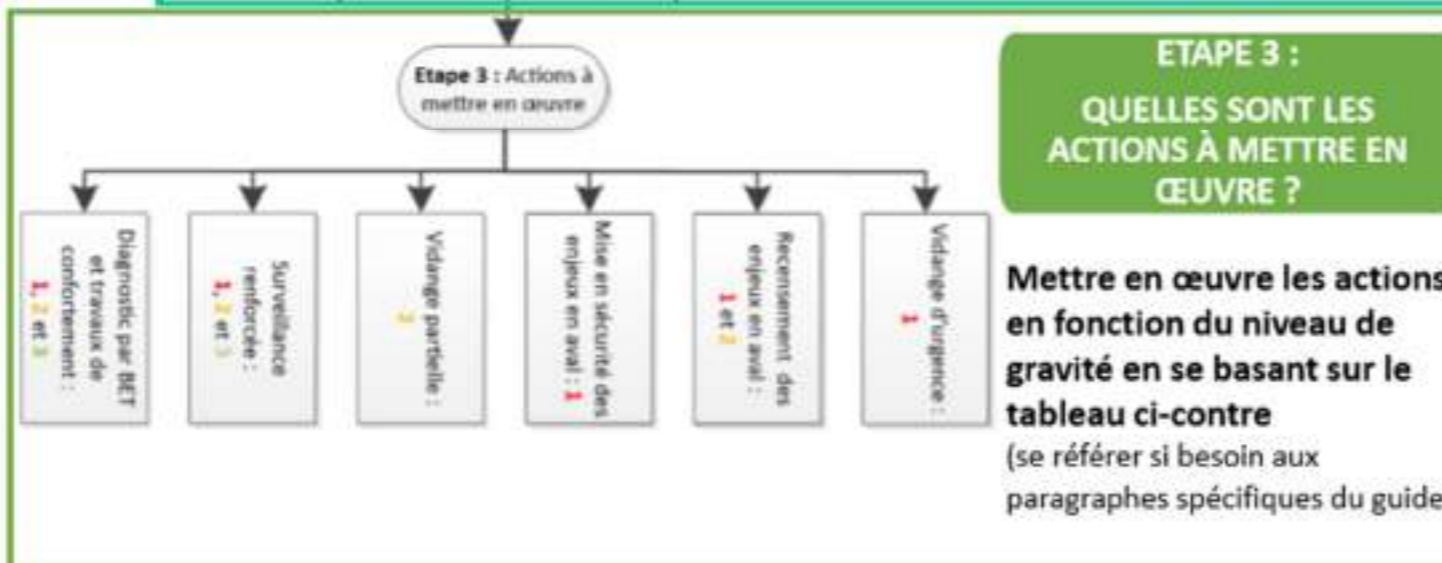 Etape 3 : Actions à
mettre en œuvre
Diagnostic par BET
et travaux de
confortement :
1, 2 et 3
Surveillance
renforcée :
1, 2 et 3
Vidange partielle :
2
Mise en sécurité des
enjeux en aval : 1
Recensement des
enjeux en aval :
1 et 2
Vidange d'urgence :
1
ETAPE 3 :
QUELLES SONT LES
ACTIONS À METTRE EN
ŒUVRE ?
Mettre en œuvre les actions
en fonction du niveau de
gravité en se basant sur le
tableau ci-contre
(se référer si besoin aux
paragraphes spécifiques du guide